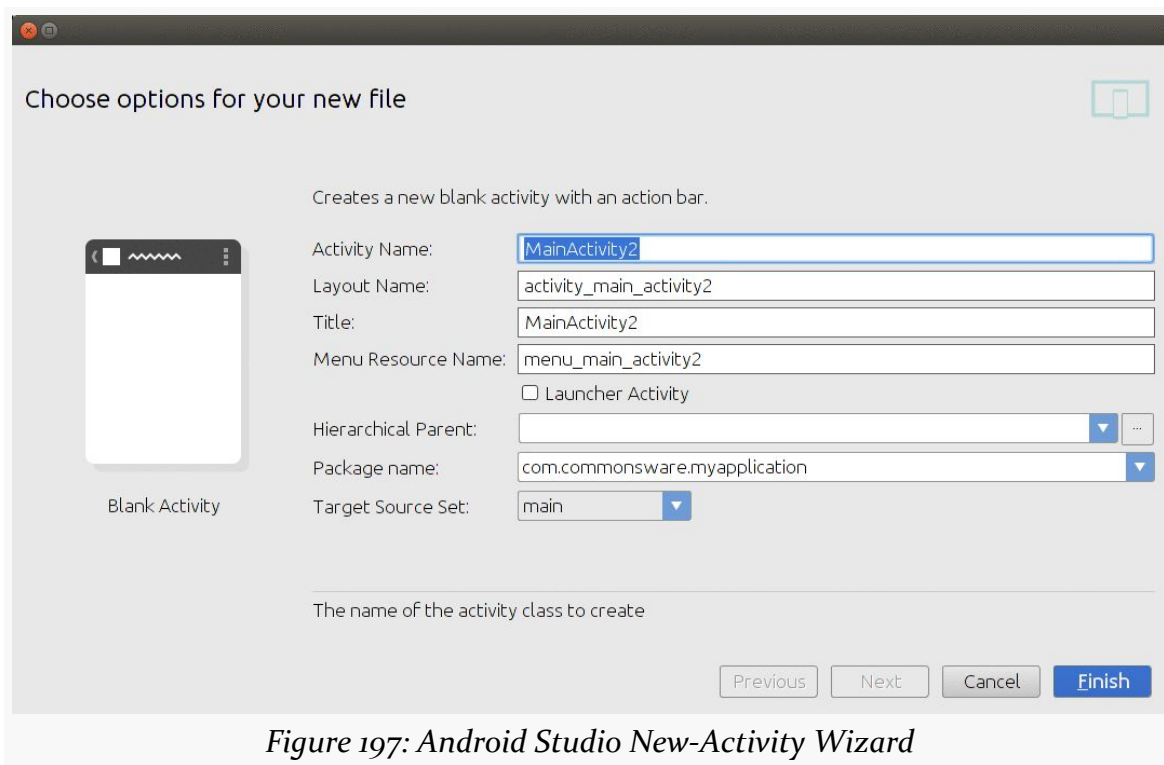 Choose options for your new file
Creates a new blank activity with an action bar.
Activity Name: MainActivity2
Layout Name: activity_main_activity2
Title: MainActivity2
Menu Resource Name: menu_main_activity2
Launcher Activity
Hierarchical Parent: ...
Package name: com.commonsware.myapplication
Blank Activity
Target Source Set: main
The name of the activity class to create
Previous Next Cancel Finish
Figure 197: Android Studio New-Activity Wizard